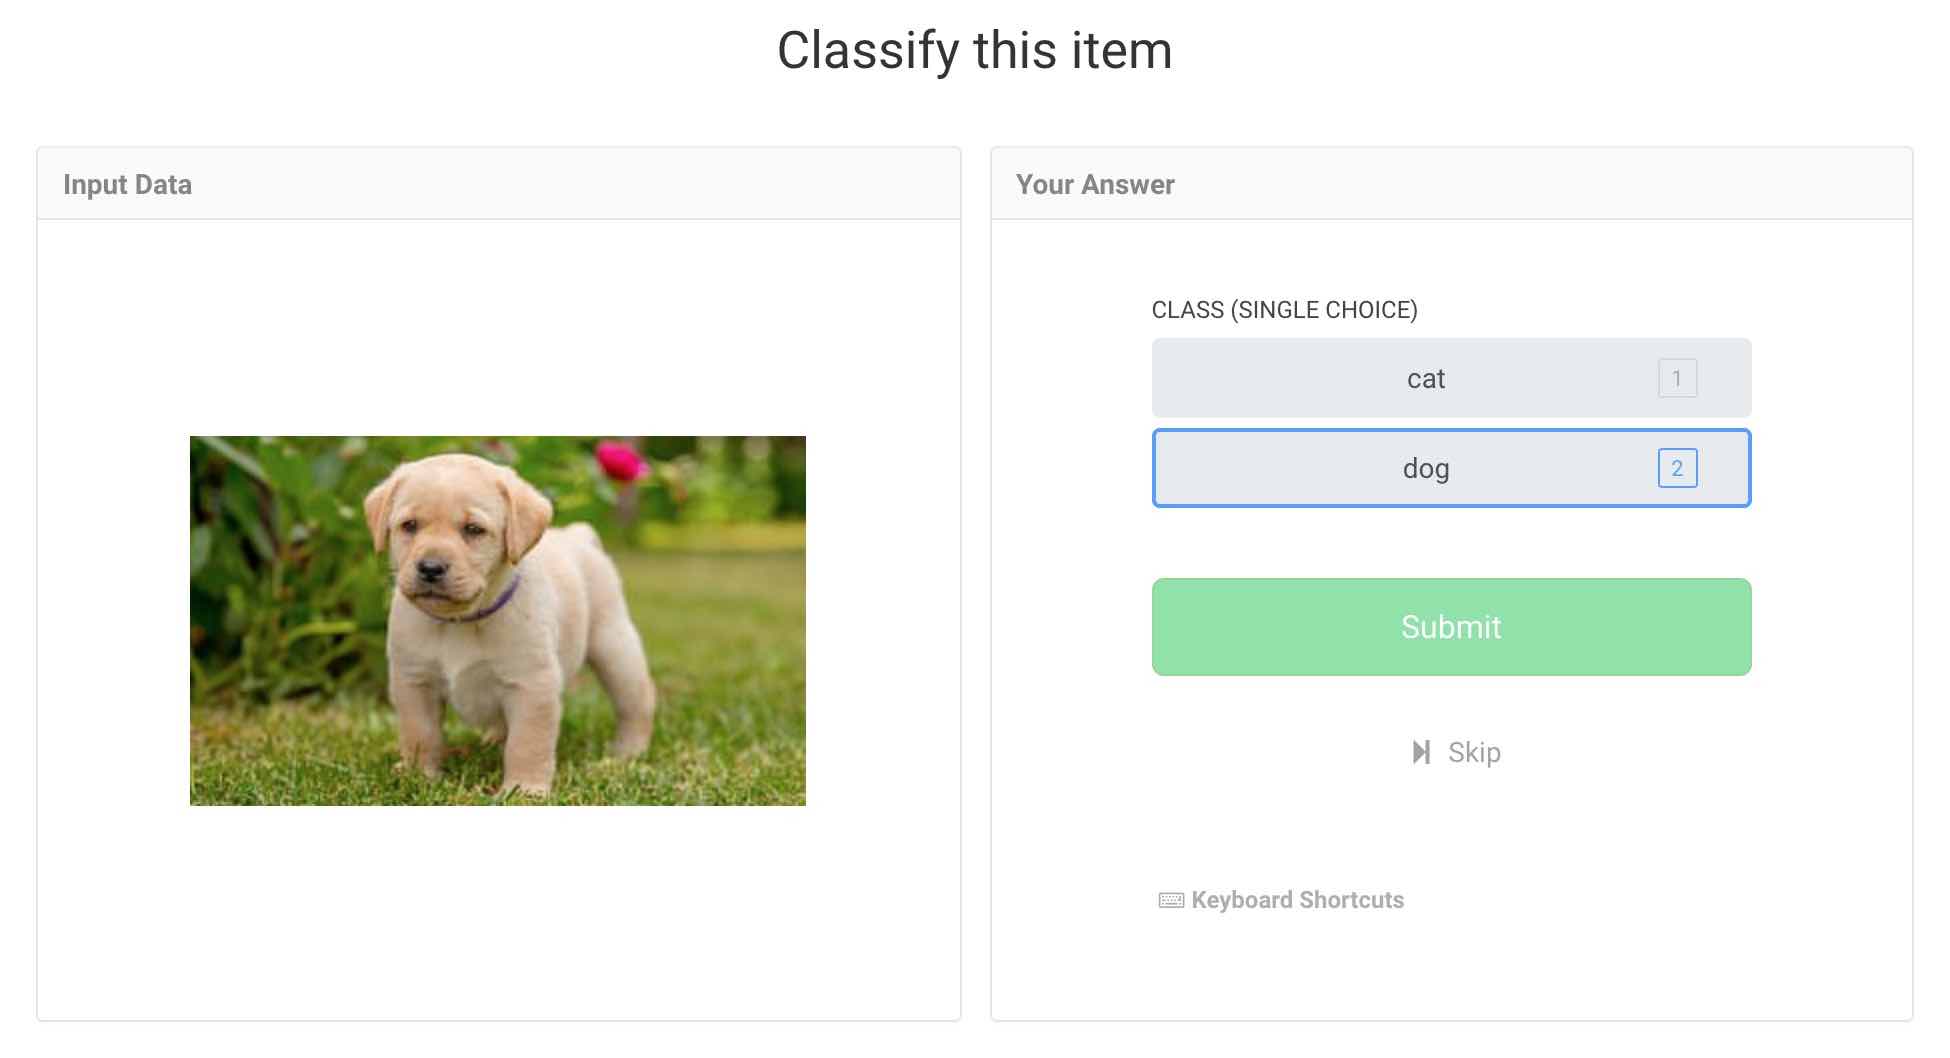 Classify this item
Input Data
Your Answer
CLASS (SINGLE CHOICE)
cat 1
dog 2
Submit
Skip
Keyboard Shortcuts